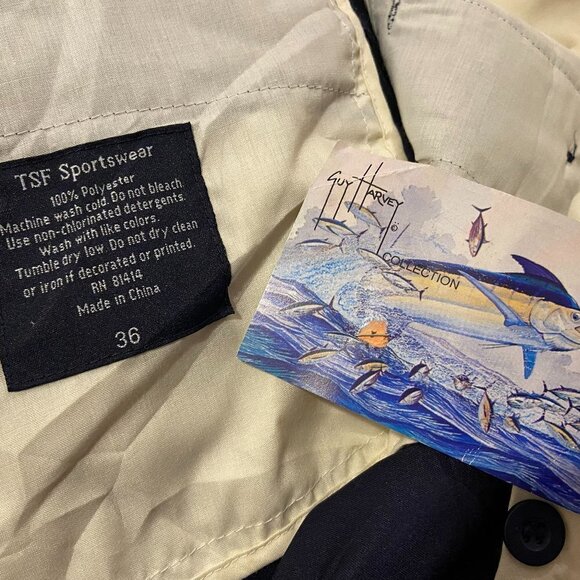 TSF Sportswear
100% Polyester
Machine wash cold. Do not bleach
Use non-chlorinated detergents.
Wash with like colors.
Tumble dry low. Do not dry clean
or iron if decorated or printed.
RN 81414
Made in China
36
GUY HARVEY
COLLECTION